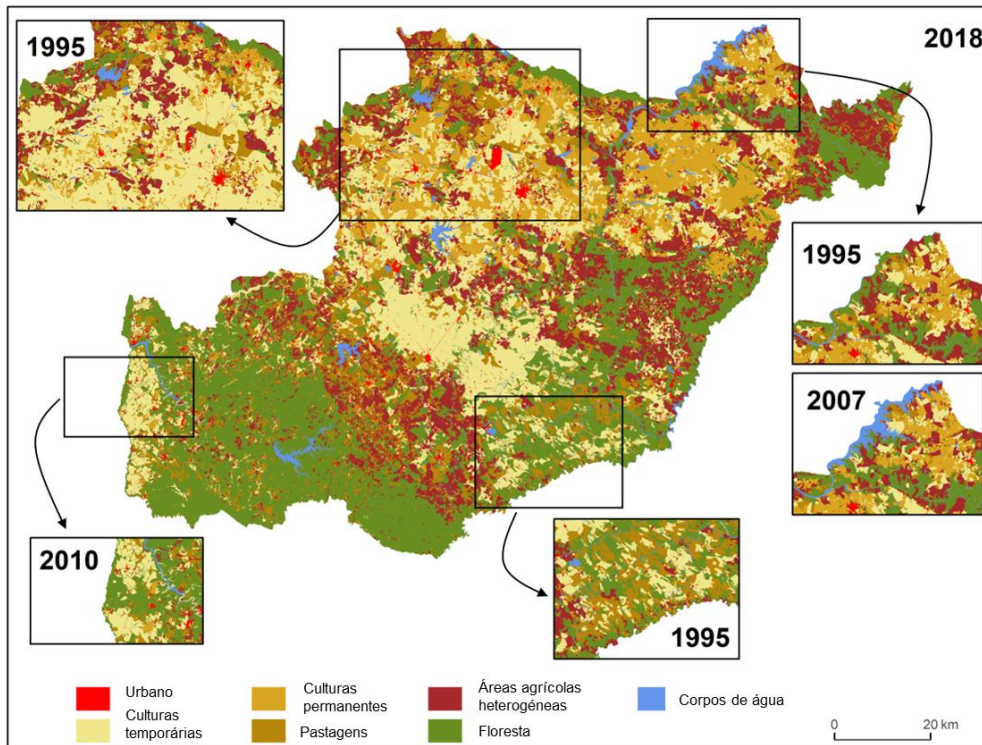 1995
2018
1995
2007
2010
1995
Urbano
Culturas
temporárias
Culturas
permanentes
Pastagens
Áreas agrícolas
heterogéneas
Floresta
Corpos de água
0 20 km